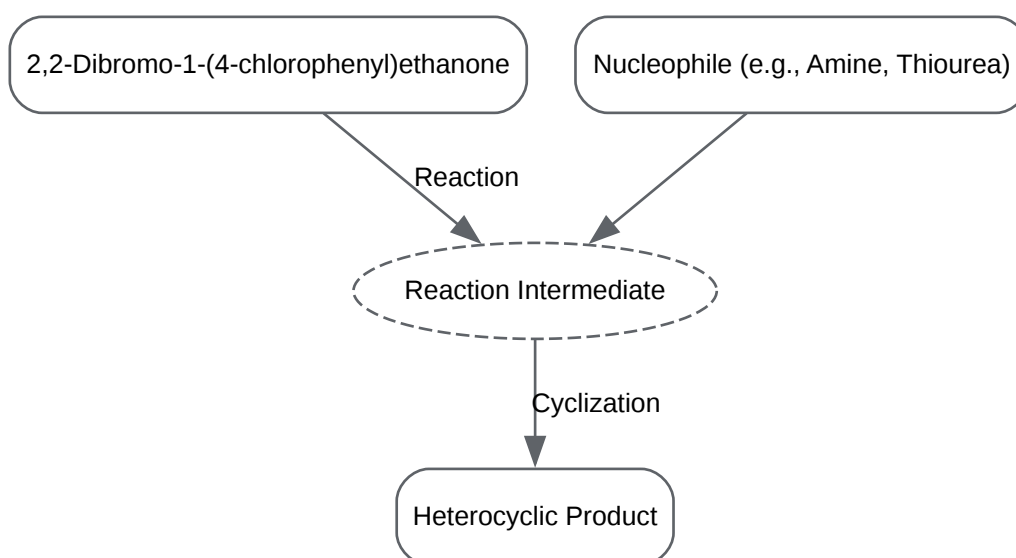 2,2-Dibromo-1-(4-chlorophenyl)ethanone
Nucleophile (e.g., Amine, Thiourea)
Reaction
Reaction Intermediate
Cyclization
Heterocyclic Product